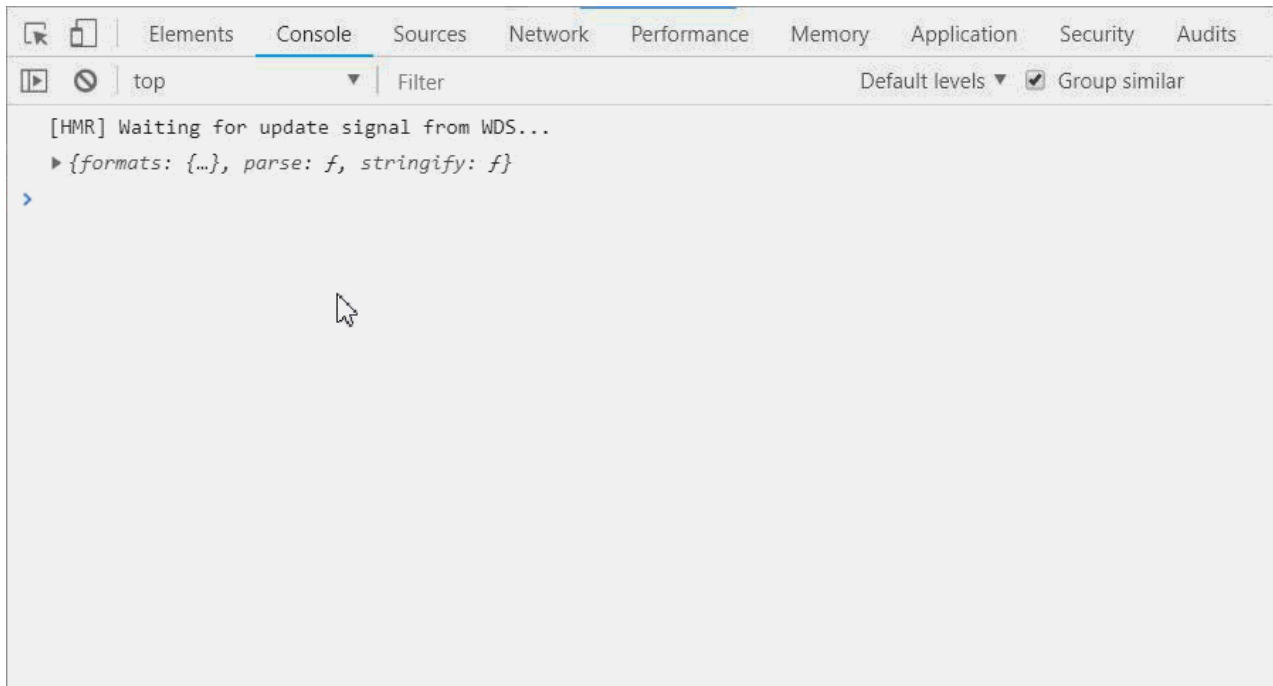 Elements Console Sources Network Performance Memory Application Security Audits
top Filter Default levels Group similar
[HMR] Waiting for update signal from WDS...
{formats: {…}, parse: ƒ, stringify: ƒ}